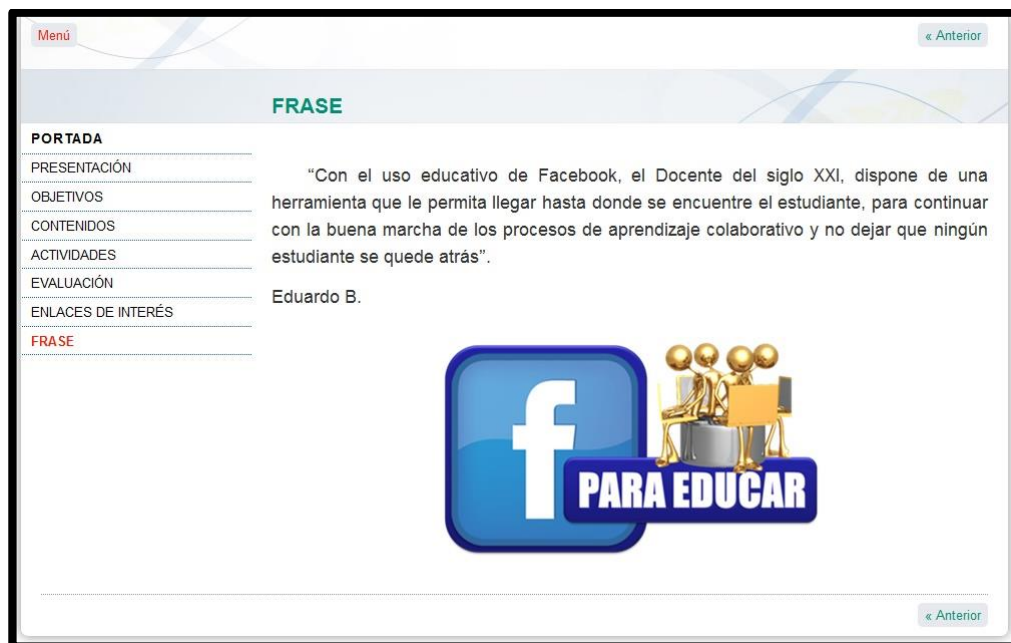 Menú
« Anterior
FRASE
PORTADA
PRESENTACIÓN
OBJETIVOS
CONTENIDOS
ACTIVIDADES
EVALUACIÓN
ENLACES DE INTERÉS
FRASE
“Con el uso educativo de Facebook, el Docente del siglo XXI, dispone de una
herramienta que le permita llegar hasta donde se encuentre el estudiante, para continuar
con la buena marcha de los procesos de aprendizaje colaborativo y no dejar que ningún
estudiante se quede atrás”.
Eduardo B.
f
PARA EDUCAR
« Anterior